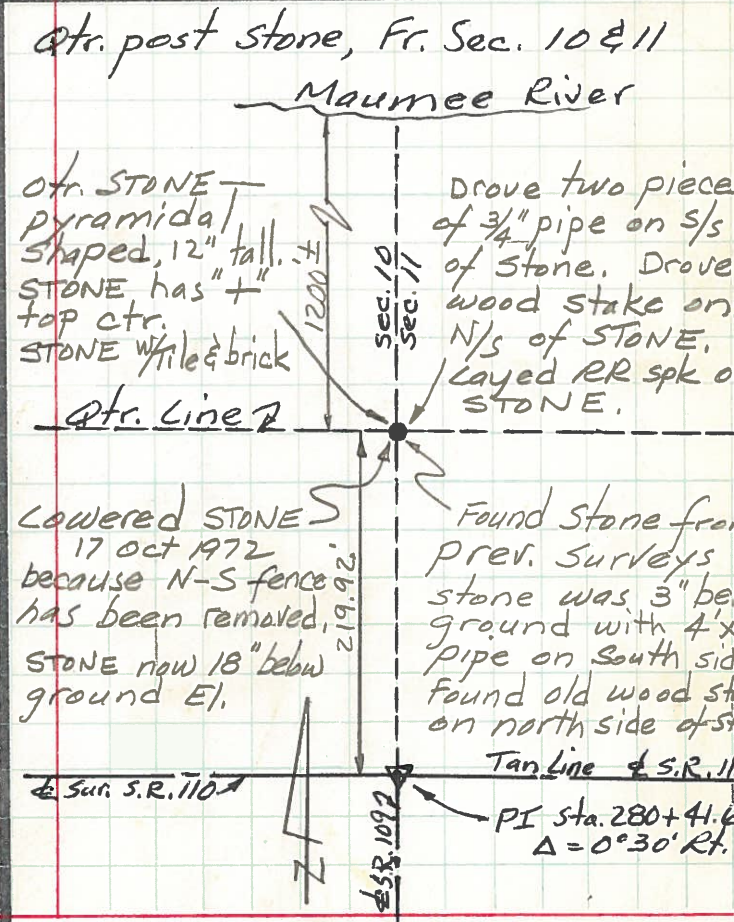 Qtr. post stone, Fr. Sec. 10 & 11
Maumee River
Qtr. STONE —
pyramidal
shaped, 12" tall.
STONE has "+"
top ctr.
STONE W/tile & brick
1200'±
sec. 10
sec. 11
Drove two piece
of 3/4" pipe on S/s
of Stone. Drove
wood stake on
N/s of STONE.
Layed RR spk o
STONE.
Qtr. Line
Lowered STONE
17 Oct 1972
because N-S fence
has been removed,
STONE now 18" below
ground El.
219.92'
Found Stone fro
Prev. Surveys
stone was 3" be
ground with 4'x
pipe on South sid
Found old wood st
on north side of st
Tan Line ℄ S.R. 11
℄ Sur. S.R. 110
N
℄ S.R. 109
PI Sta. 280+41.6
Δ = 0°30' Rt.